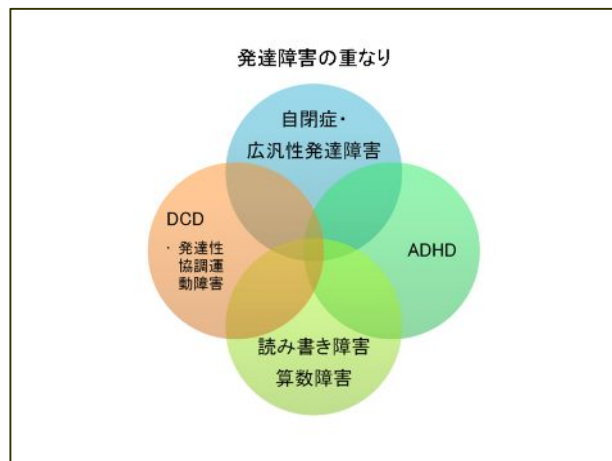 発達障害の重なり
自閉症・
広汎性発達障害
DCD
・ 発達性
協調運
動障害
ADHD
読み書き障害
算数障害